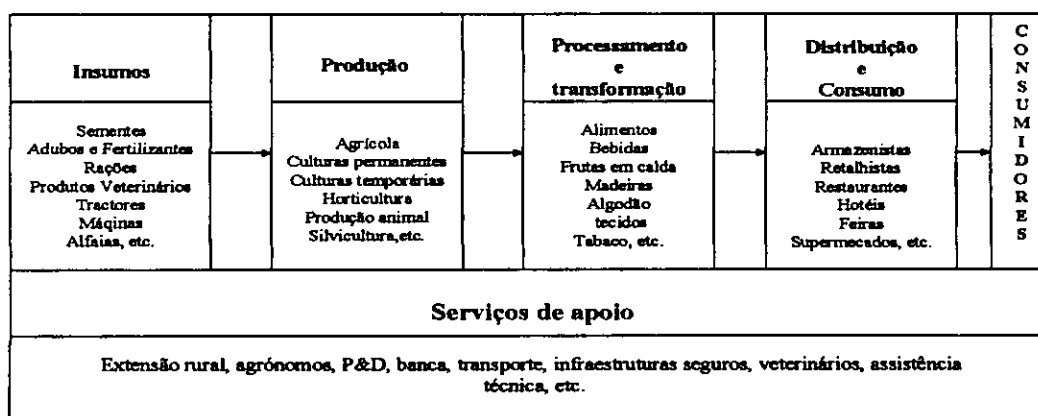 Insumos
Sementes
Adubos e Fertilizantes
Rações
Produtos Veterinários
Tractores
Máqinas
Alfaias, etc.
Produção
Agrícola
Culturas permanentes
Culturas temporárias
Horticultura
Produção animal
Silvicultura,etc.
Processamento
e
transformação
Alimentos
Bebidas
Frutas em calda
Madeiras
Algodão
tecidos
Tabaco, etc.
Distribuição
e
Consumo
Armazenistas
Retalhistas
Restaurantes
Hotéis
Feiras
Supermecados, etc.
CONSUMIDORES
Serviços de apoio
Extensão rural, agrónomos, P&D, banca, transporte, infraestruturas seguros, veterinários, assistência
técnica, etc.